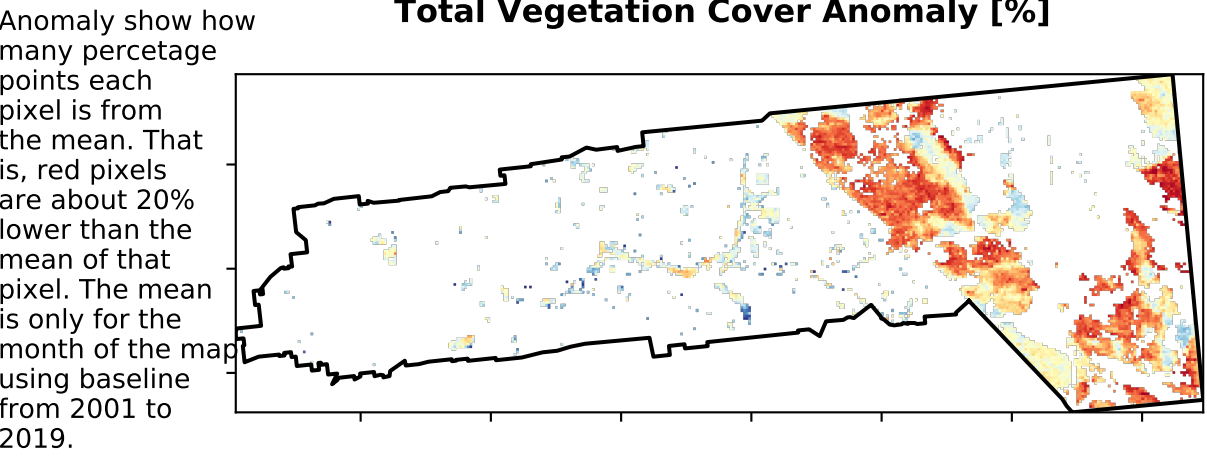 Total Vegetation Cover Anomaly [%]
Anomaly show how
many percetage
points each
pixel is from
the mean. That
is, red pixels
are about 20%
lower than the
mean of that
pixel. The mean
is only for the
month of the map
using baseline
from 2001 to
2019.